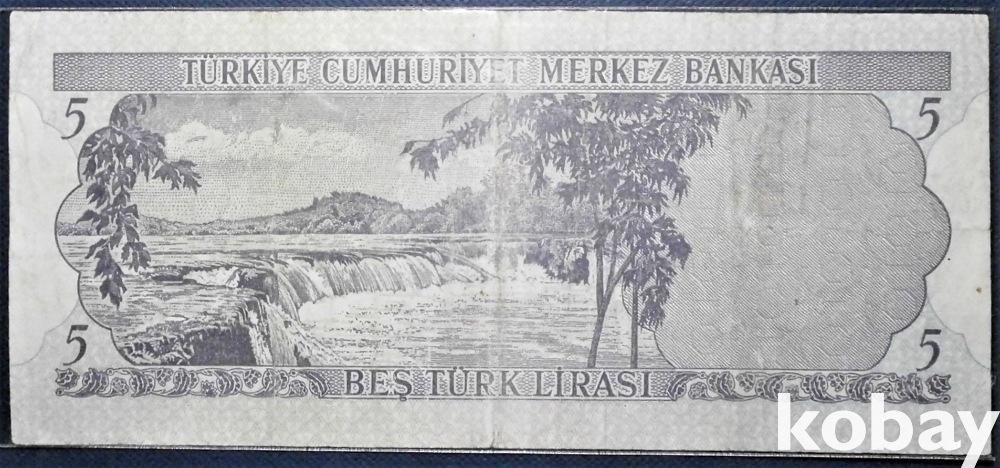 TÜRKİYE CUMHURİYET MERKEZ BANKASI
5 5
5 5
BEŞ TÜRK LİRASI
kobay